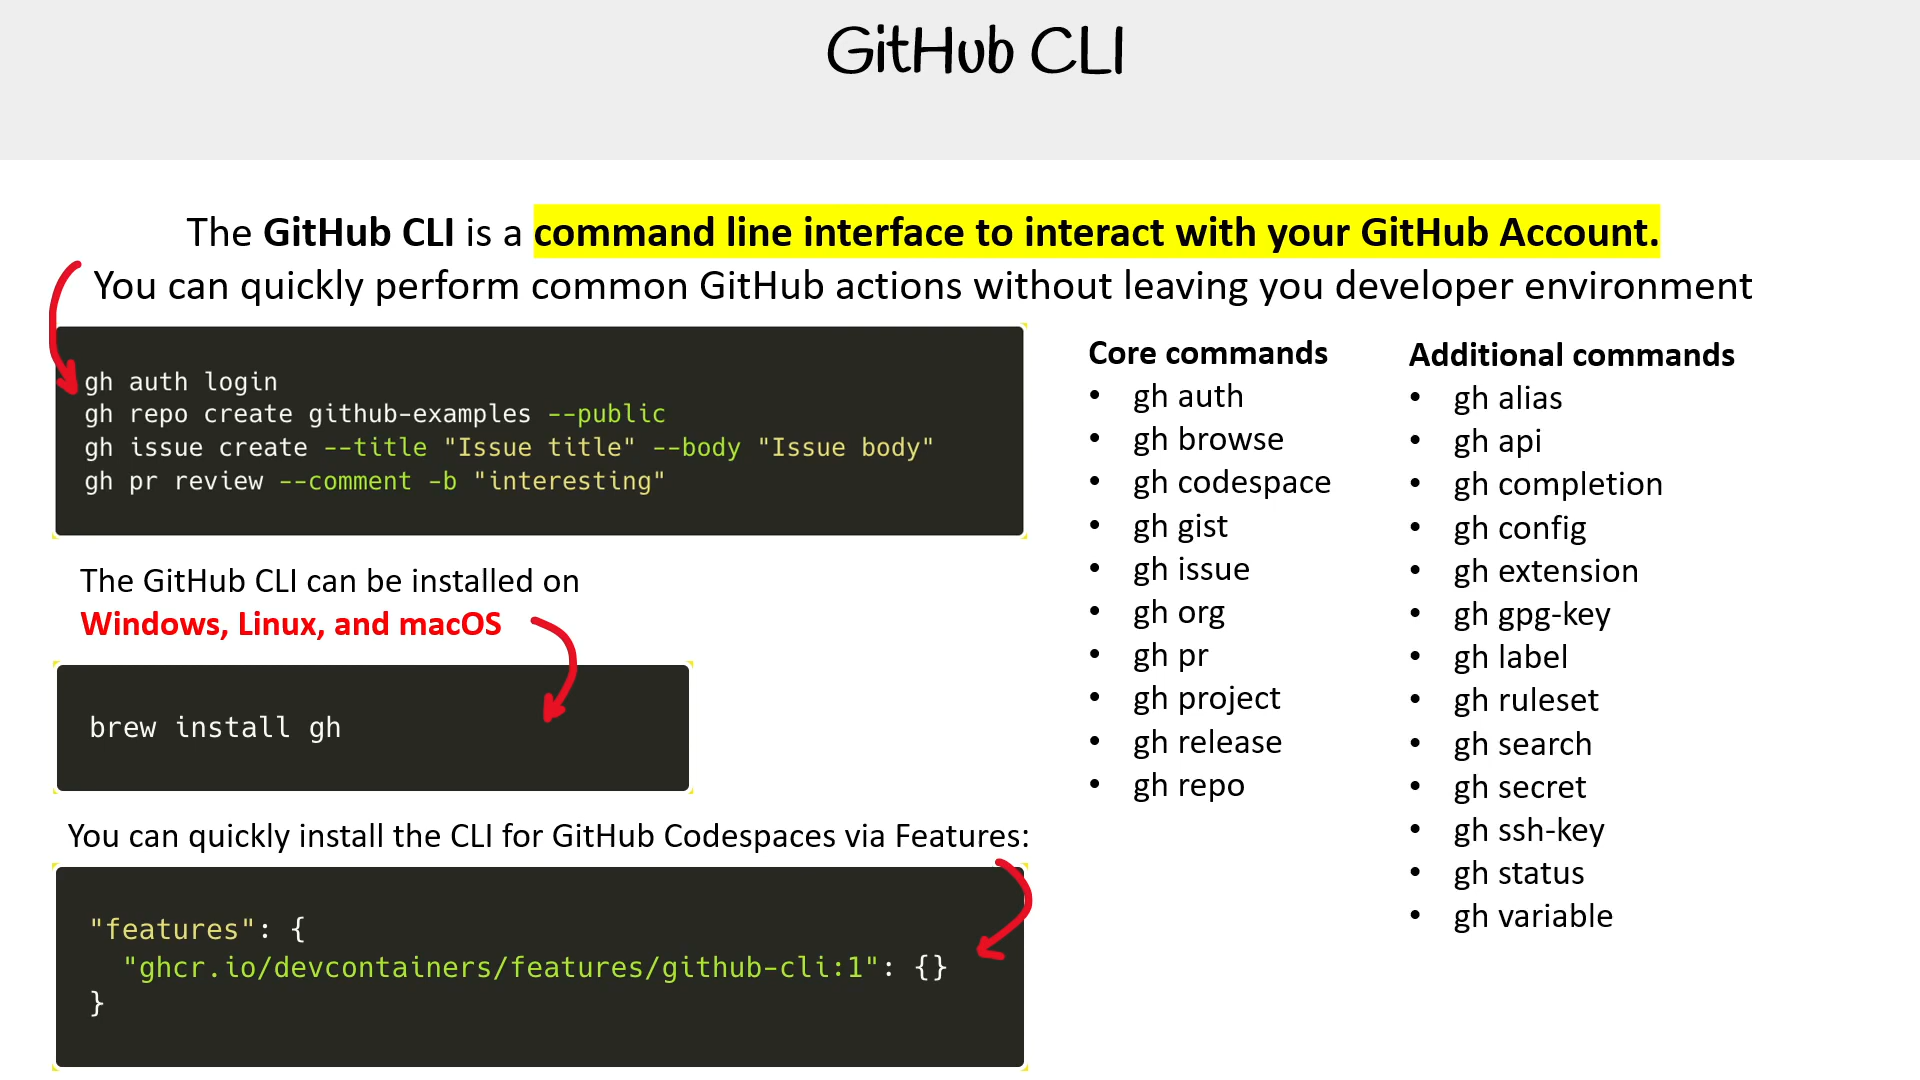 GitHub CLI
The GitHub CLI is a command line interface to interact with your GitHub Account.
You can quickly perform common GitHub actions without leaving you developer environment
gh auth login
gh repo create github-examples --public
gh issue create --title "Issue title" --body "Issue body"
gh pr review --comment -b "interesting"
The GitHub CLI can be installed on
Windows, Linux, and macOS
brew install gh
You can quickly install the CLI for GitHub Codespaces via Features:
"features": {
  "ghcr.io/devcontainers/features/github-cli:1": {}
}
Core commands
• gh auth
• gh browse
• gh codespace
• gh gist
• gh issue
• gh org
• gh pr
• gh project
• gh release
• gh repo
Additional commands
• gh alias
• gh api
• gh completion
• gh config
• gh extension
• gh gpg-key
• gh label
• gh ruleset
• gh search
• gh secret
• gh ssh-key
• gh status
• gh variable